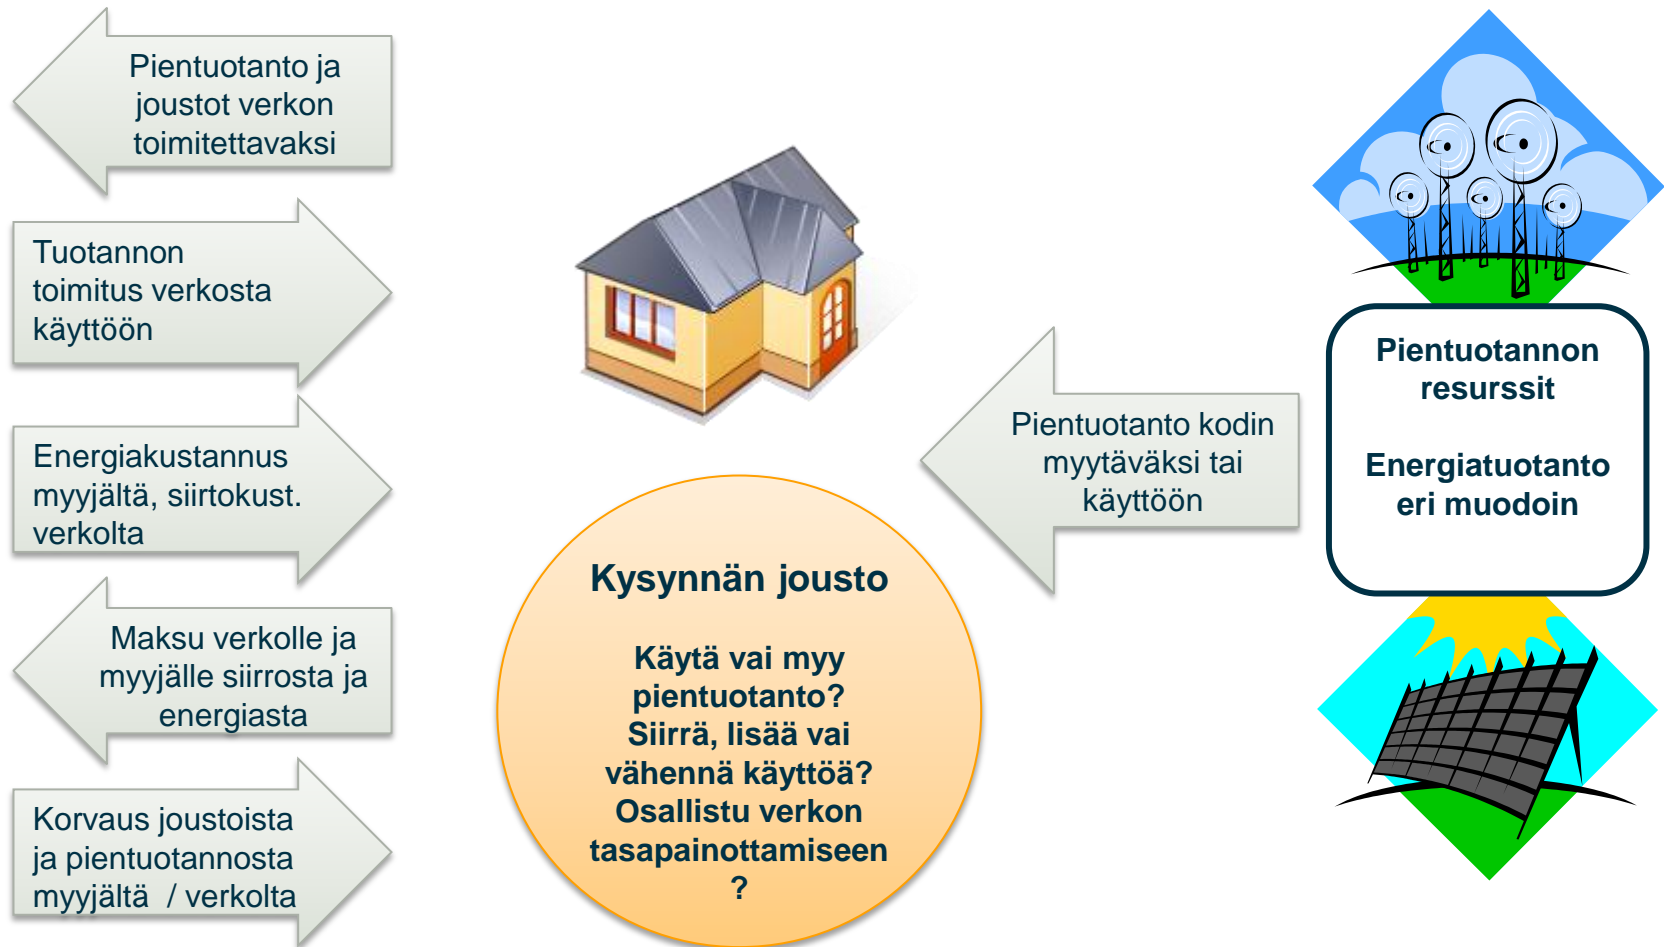 Pientuotanto ja
joustot verkon
toimitettavaksi
Tuotannon
toimitus verkosta
käyttöön
Energiakustannus
myyjältä, siirtokust.
verkolta
Maksu verkolle ja
myyjälle siirrosta ja
energiasta
Korvaus joustoista
ja pientuotannosta
myyjältä / verkolta
Kysynnän jousto
Käytä vai myy
pientuotanto?
Siirrä, lisää vai
vähennä käyttöä?
Osallistu verkon
tasapainottamiseen
?
Pientuotanto kodin
myytäväksi tai
käyttöön
Pientuotannon
resurssit
Energiatuotanto
eri muodoin